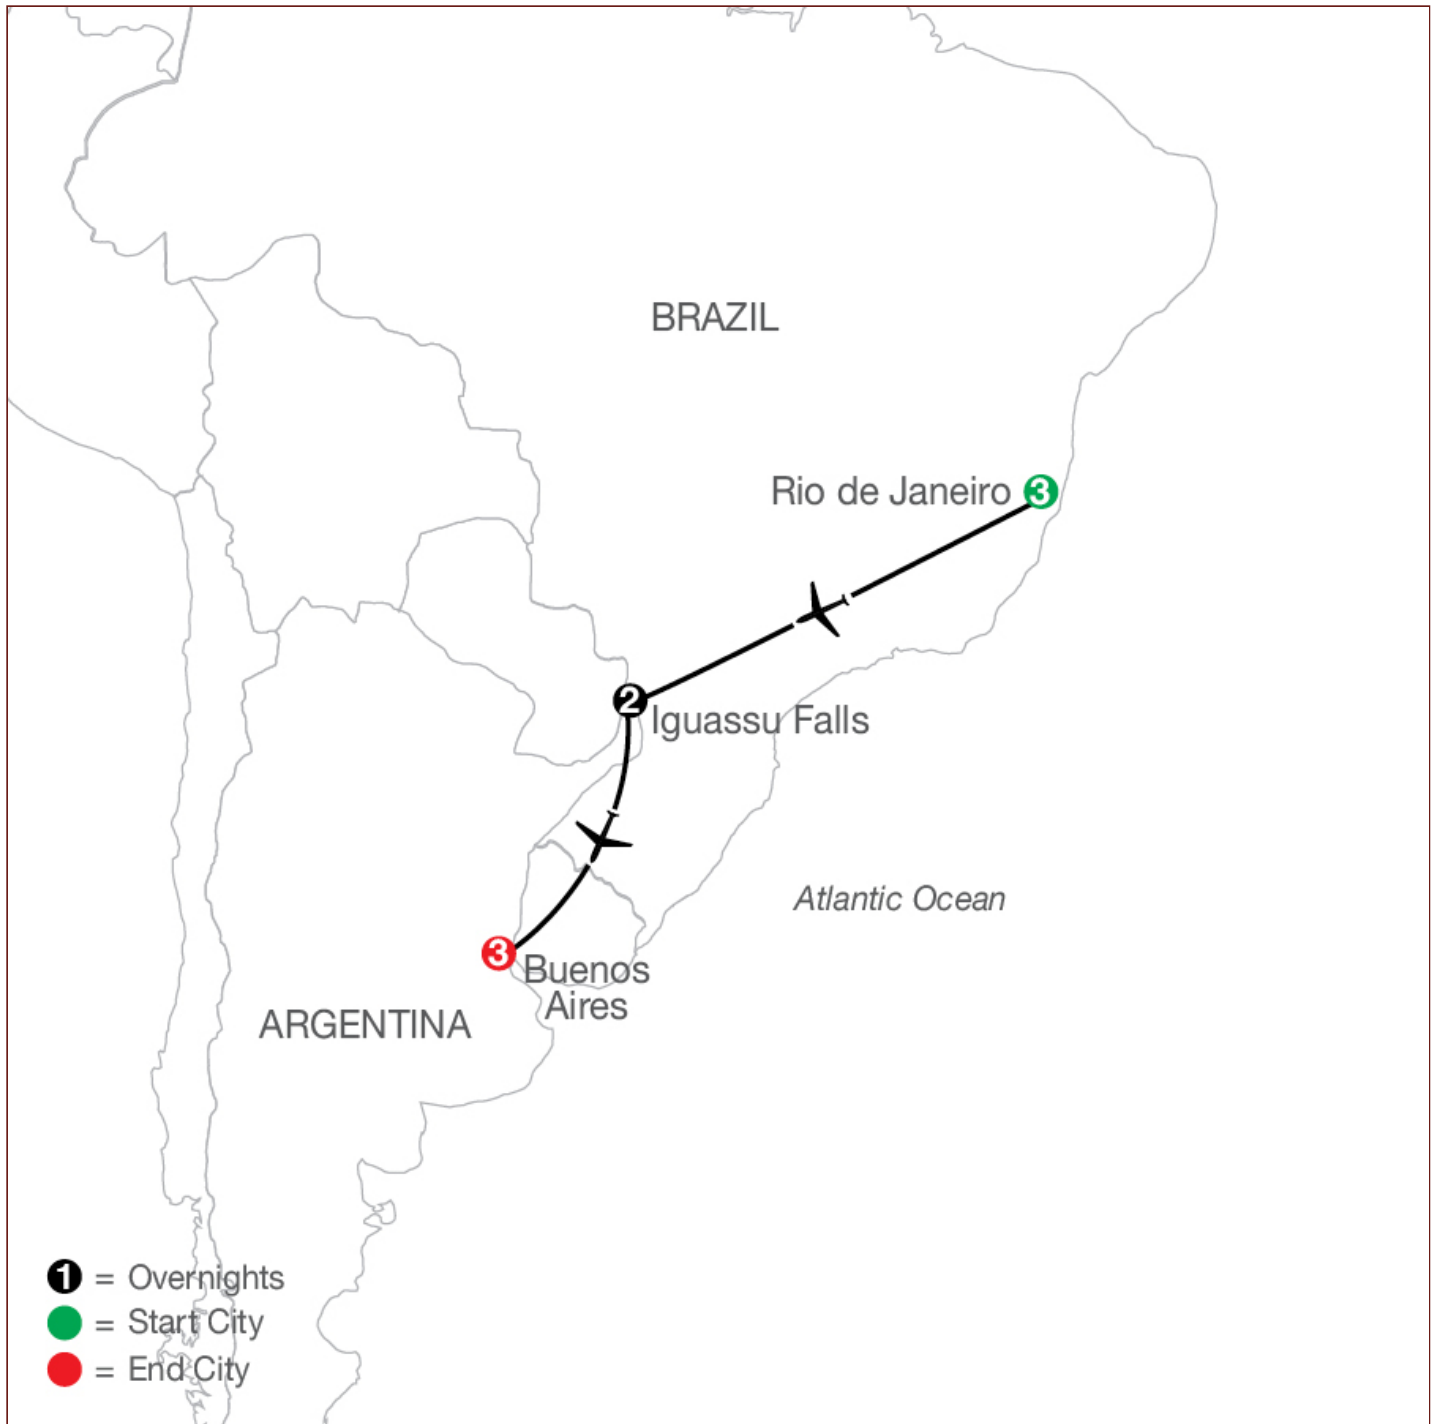 BRAZIL
Rio de Janeiro 3
2
Iguassu Falls
Atlantic Ocean
3 Buenos
Aires
ARGENTINA
1 = Overnights
= Start City
= End City